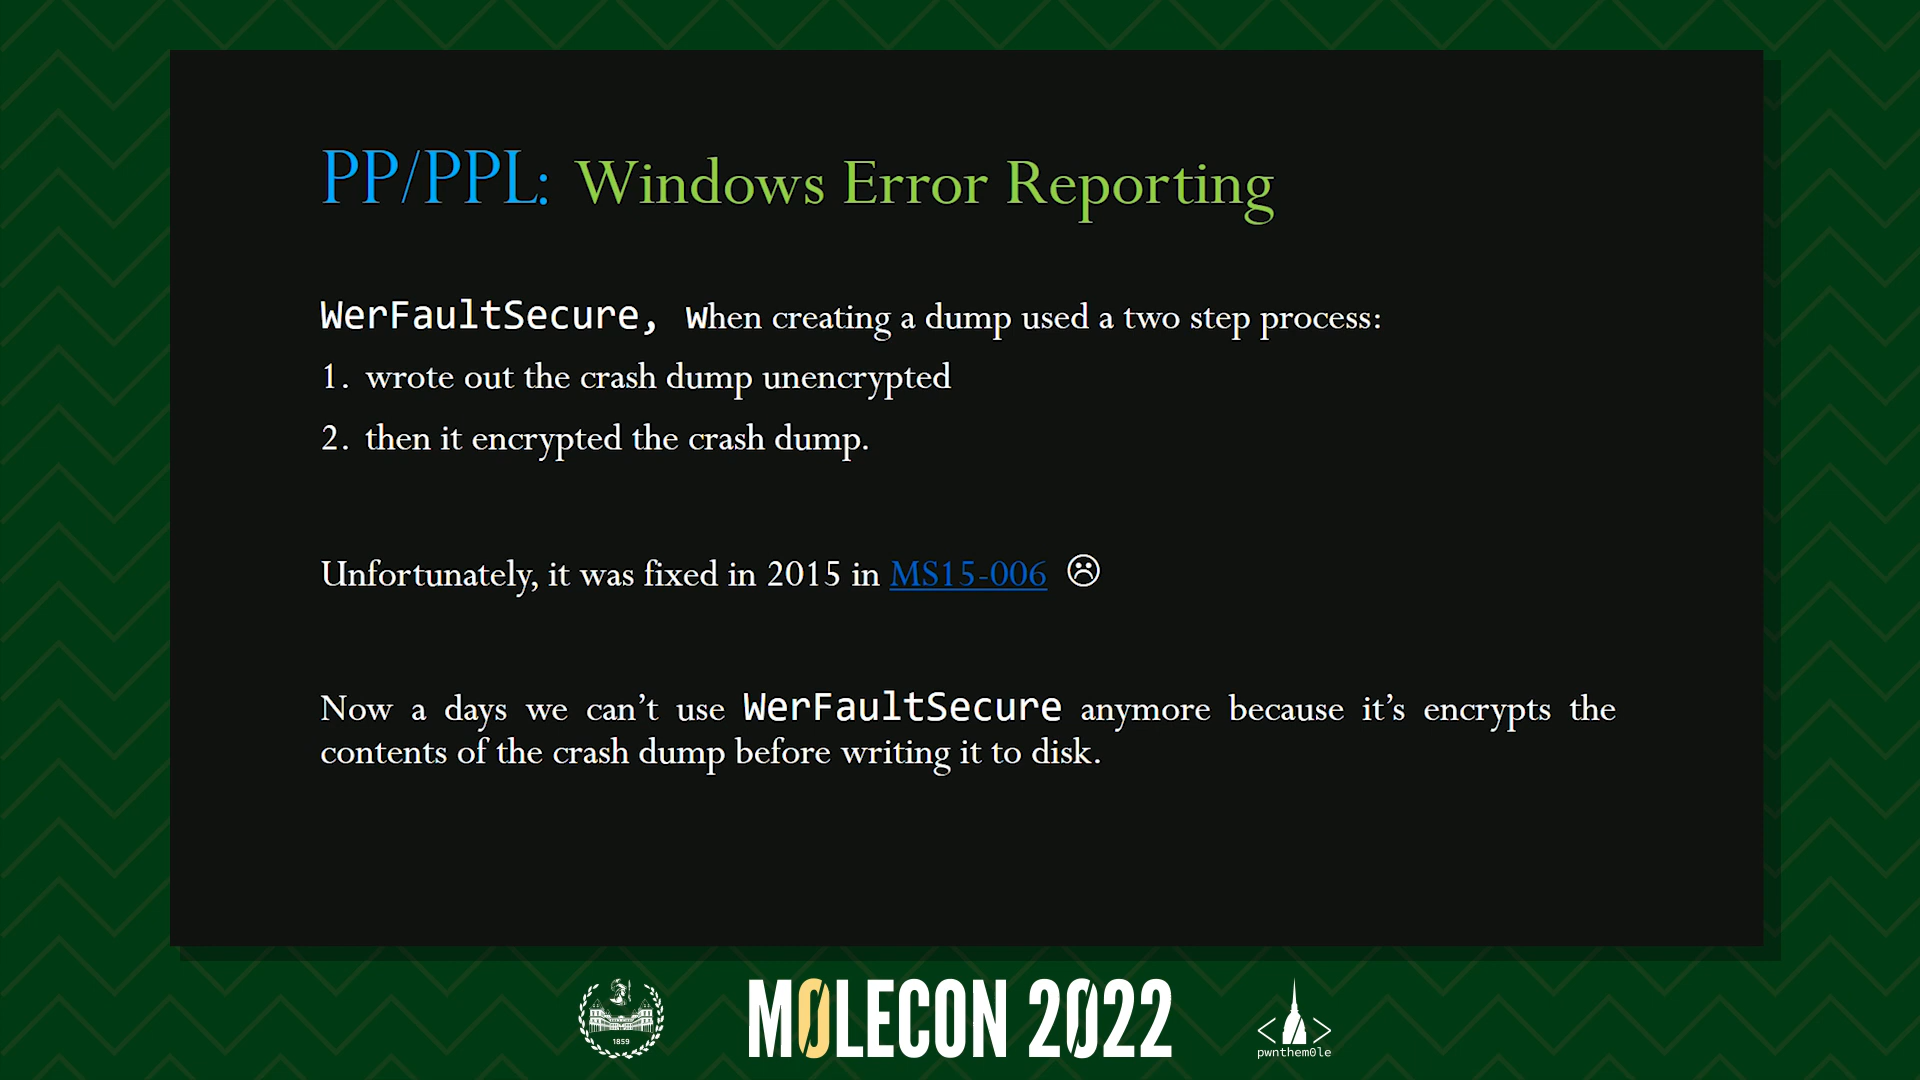 PP/PPL: Windows Error Reporting
WerFaultSecure, when creating a dump used a two step process:
1. wrote out the crash dump unencrypted
2. then it encrypted the crash dump.
Unfortunately, it was fixed in 2015 in MS15-006 ☹
Now a days we can’t use WerFaultSecure anymore because it’s encrypts the
contents of the crash dump before writing it to disk.
1859
M0LECON 2022
pwnthem0le